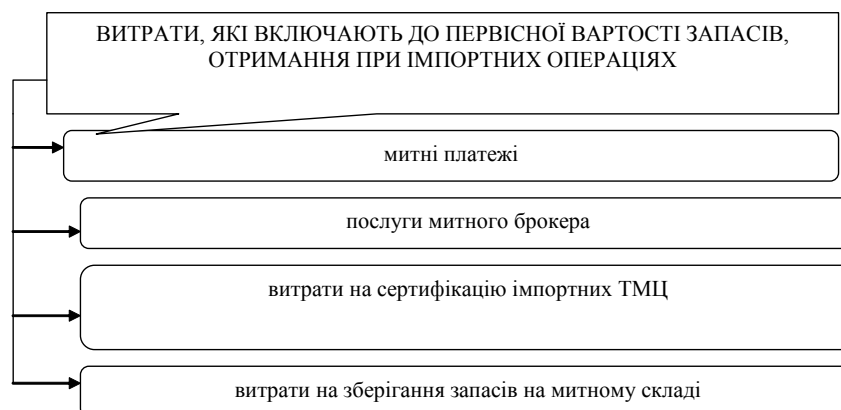 ВИТРАТИ, ЯКІ ВКЛЮЧАЮТЬ ДО ПЕРВІСНОЇ ВАРТОСТІ ЗАПАСІВ,
ОТРИМАННЯ ПРИ ІМПОРТНИХ ОПЕРАЦІЯХ
митні платежі
послуги митного брокера
витрати на сертифікацію імпортних ТМЦ
витрати на зберігання запасів на митному складі